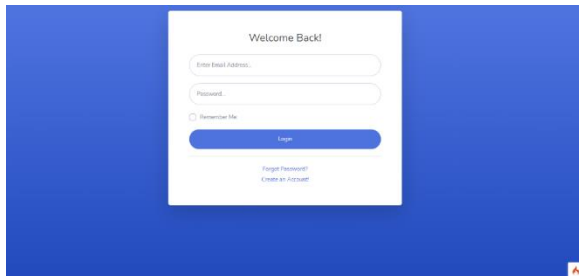 Welcome Back!
Enter Email Address...
Password...
Remember Me
Login
Forgot Password?
Create an Account!